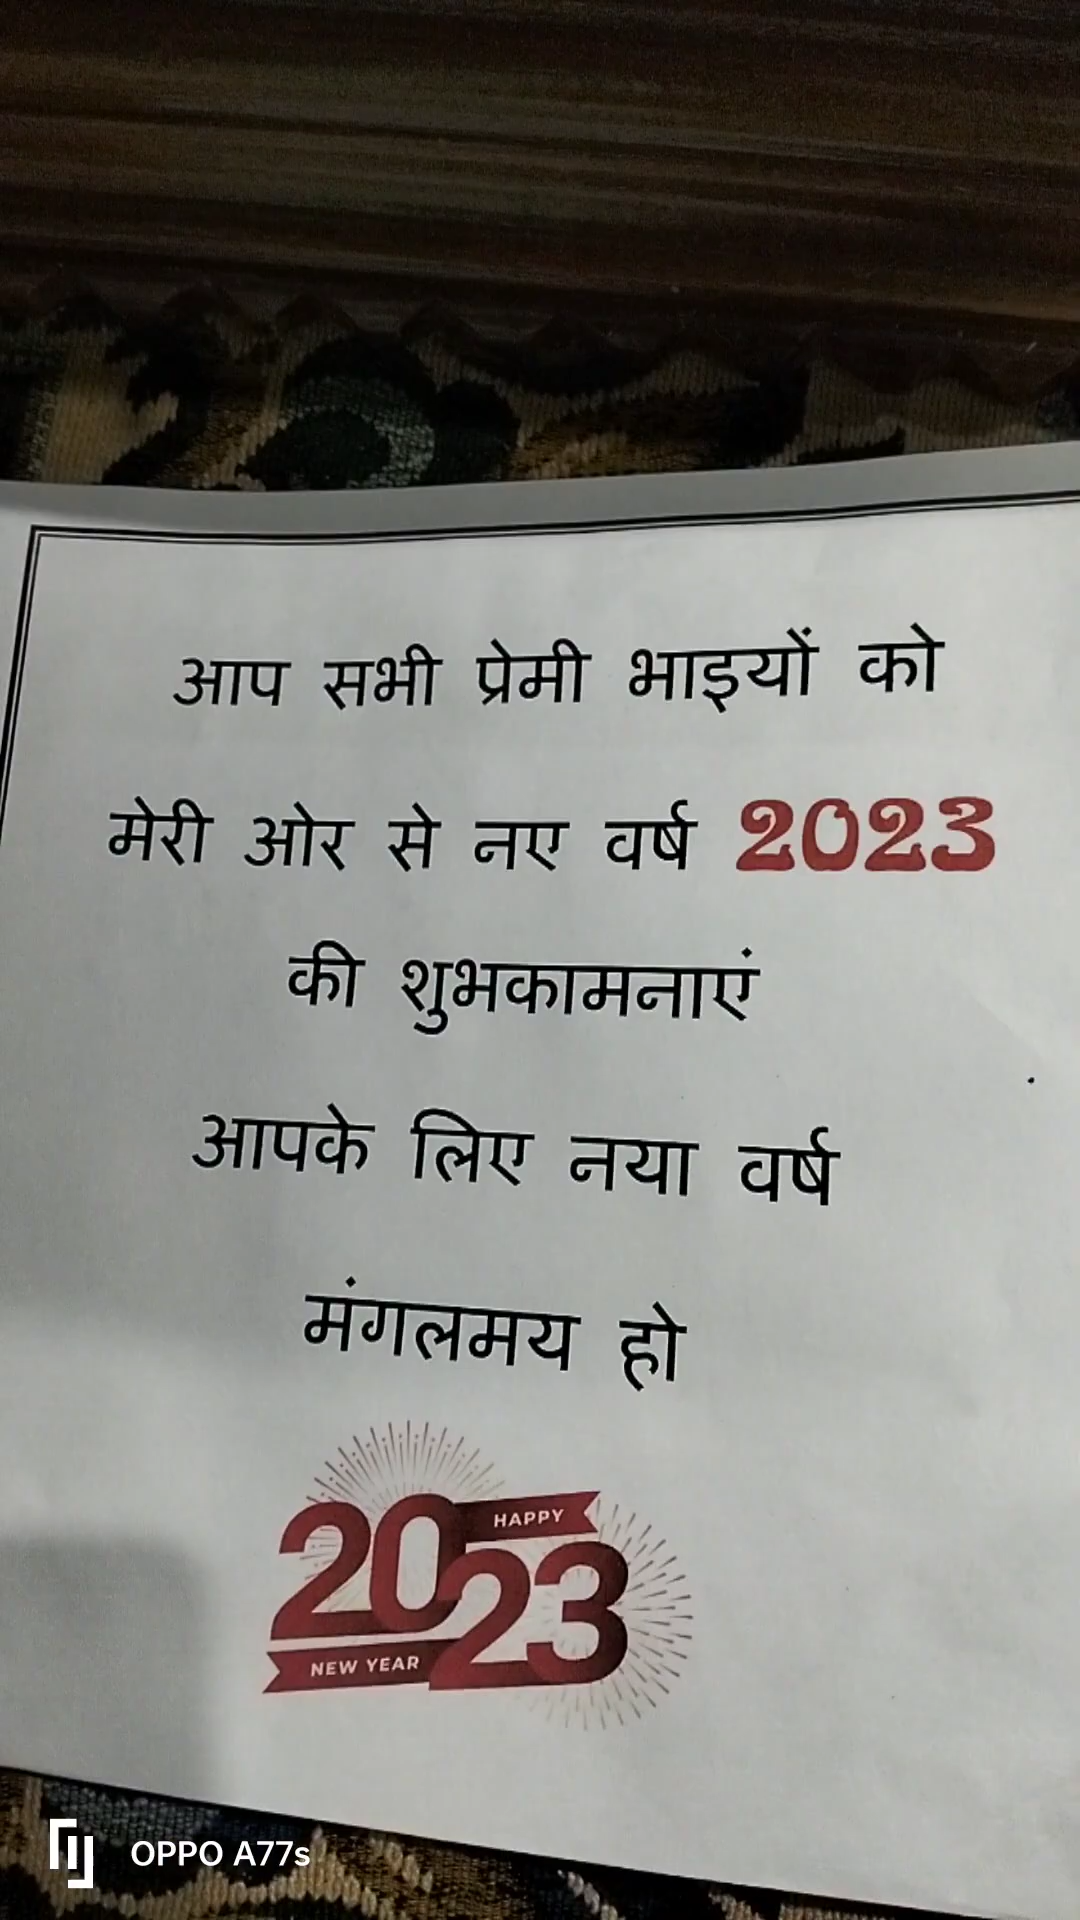 आप सभी प्रेमी भाइयों को
मेरी ओर से नए वर्ष 2023
की शुभकामनाएं
आपके लिए नया वर्ष
मंगलमय हो
HAPPY
2023
NEW YEAR
OPPO A77s